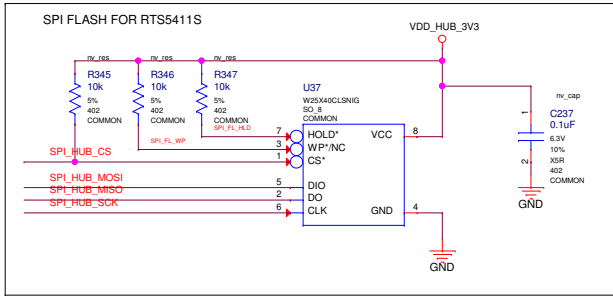 SPI FLASH FOR RTS5411S
VDD_HUB_3V3
nv_res
nv_res
nv_res
R345
10k
5%
402
COMMON
R346
10k
5%
402
COMMON
R347
10k
5%
402
COMMON
SPI_FL_WP
SPI_FL_HLD
U37
W25X40CLSNIG
SO_8
COMMON
7
HOLD*
3
WP*/NC
1
CS*
5
DIO
2
DO
6
CLK
VCC
8
GND
4
SPI_HUB_CS
SPI_HUB_MOSI
SPI_HUB_MISO
SPI_HUB_SCK
GND
nv_cap
1
C237
0.1uF
6.3V
10%
X5R
402
COMMON
2
GND